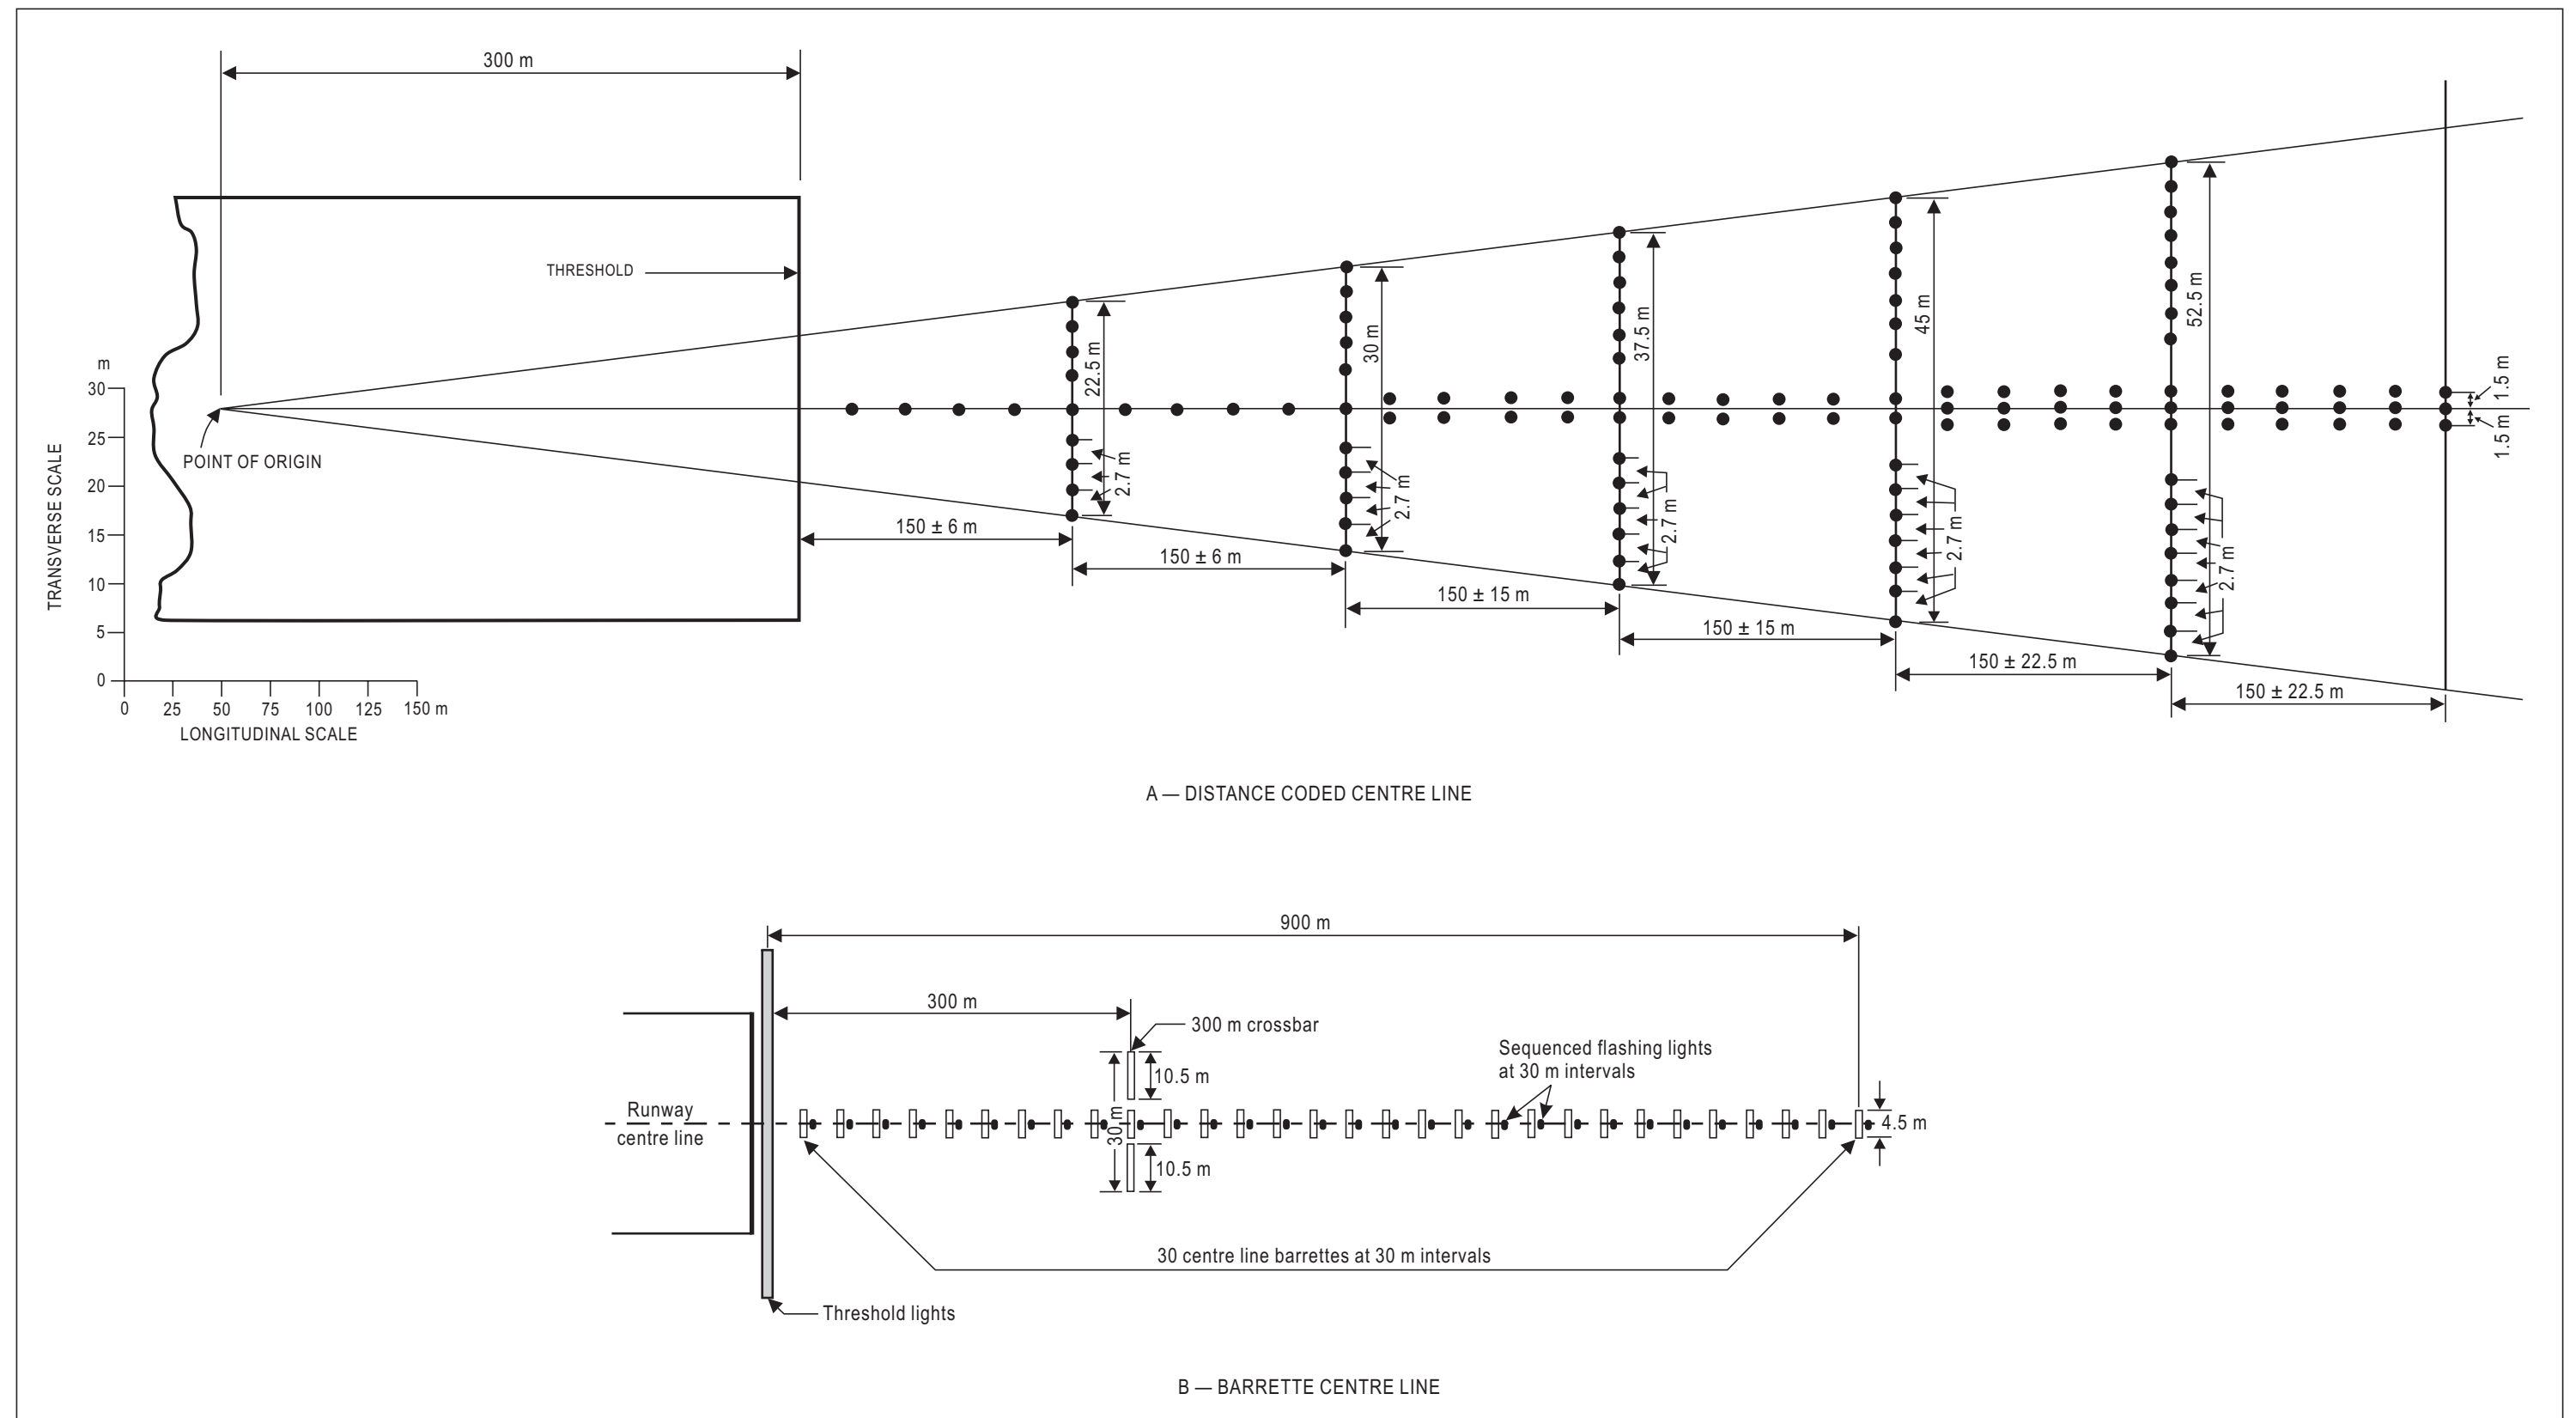 300 m
THRESHOLD
POINT OF ORIGIN
m
30
25
20
15
10
5
0
TRANSVERSE SCALE
0 25 50 75 100 125 150 m
LONGITUDINAL SCALE
22.5 m
2.7 m
30 m
2.7 m
37.5 m
2.7 m
45 m
2.7 m
52.5 m
2.7 m
1.5 m
1.5 m
150 ± 6 m
150 ± 6 m
150 ± 15 m
150 ± 15 m
150 ± 22.5 m
150 ± 22.5 m
A — DISTANCE CODED CENTRE LINE
900 m
300 m
300 m crossbar
Sequenced flashing lights
at 30 m intervals
10.5 m
30 m
10.5 m
Runway
centre line
4.5 m
30 centre line barrettes at 30 m intervals
Threshold lights
B — BARRETTE CENTRE LINE